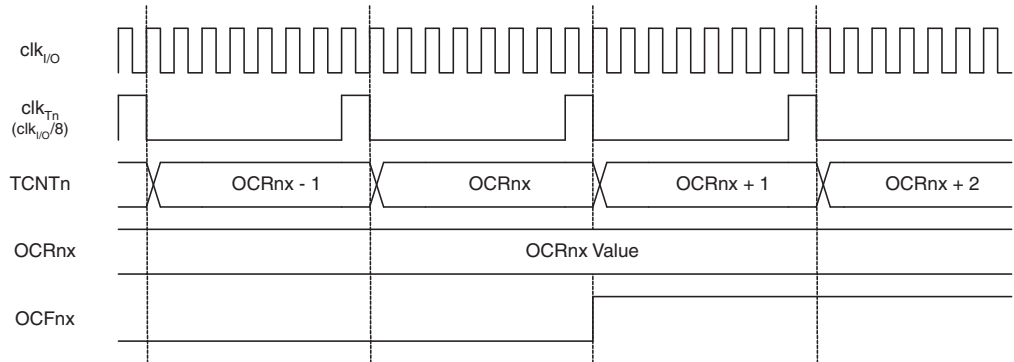 clkI/O
clkTn
(clkI/O/8)
TCNTn
OCRnx - 1
OCRnx
OCRnx + 1
OCRnx + 2
OCRnx
OCRnx Value
OCFnx